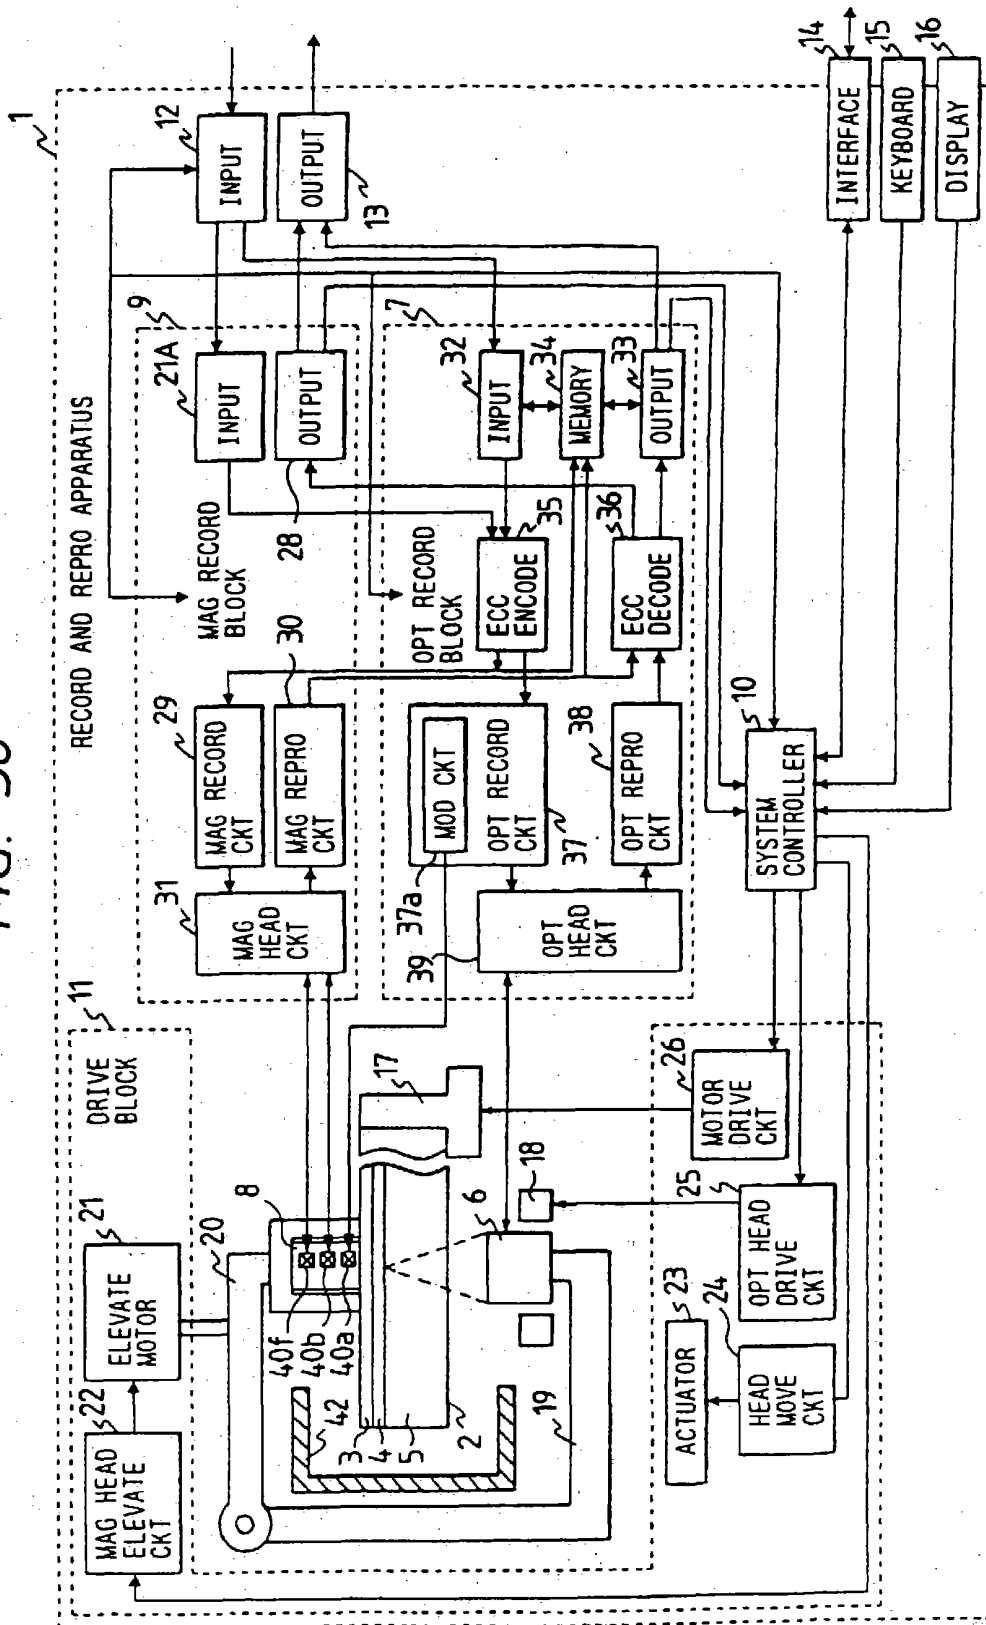 1
RECORD AND REPRO APPARATUS
11
DRIVE
BLOCK
22
MAG HEAD
ELEVATE
CKT
21
ELEVATE
MOTOR
20
8
40f
40b
40a
42
3
4
5
2
17
6
18
19
31
MAG
HEAD
CKT
29
MAG RECORD
CKT
30
MAG REPRO
CKT
MAG RECORD
BLOCK
9
21A
INPUT
28
OUTPUT
12
INPUT
OUTPUT
13
7
OPT RECORD
BLOCK
37a
MOD CKT
OPT RECORD
CKT
37
39
OPT
HEAD
CKT
38
OPT REPRO
CKT
35
ECC
ENCODE
36
ECC
DECODE
32
INPUT
34
MEMORY
33
OUTPUT
23
ACTUATOR
24
HEAD
MOVE
CKT
25
OPT HEAD
DRIVE
CKT
26
MOTOR
DRIVE
CKT
10
SYSTEM
CONTROLLER
14
INTERFACE
15
KEYBOARD
16
DISPLAY